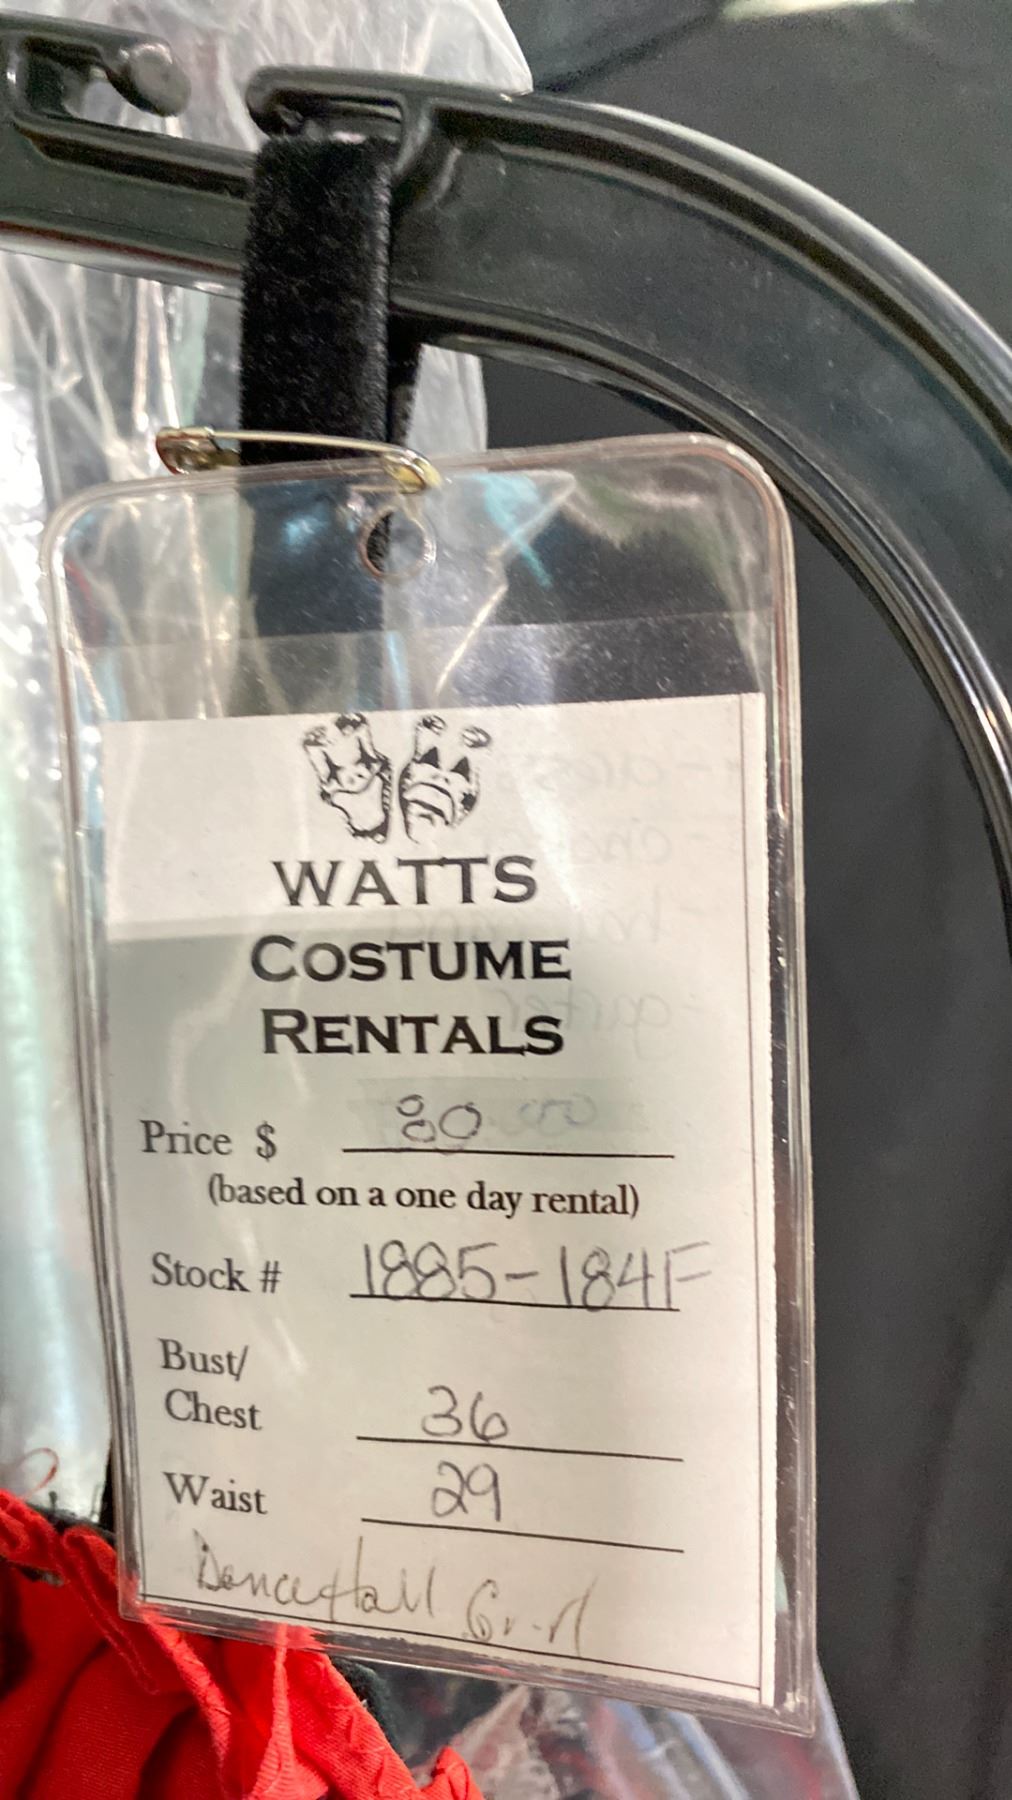 WATTS
COSTUME
RENTALS
Price $ 80.00
(based on a one day rental)
Stock # 1885-184F
Bust/
Chest 36
Waist 29
DanceHall Girl